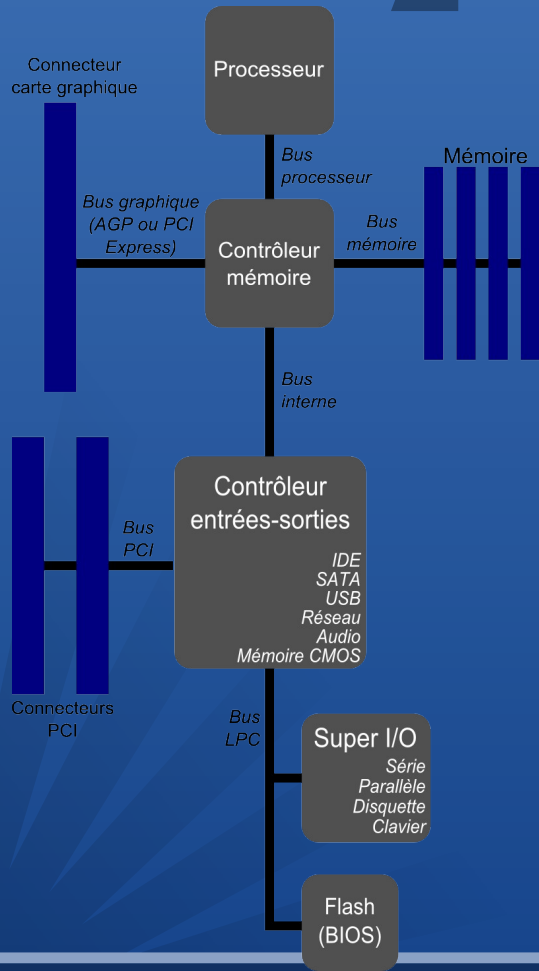 Processeur
Connecteur
carte graphique
Bus
processeur
Mémoire
Bus graphique
(AGP ou PCI
Express)
Contrôleur
mémoire
Bus
mémoire
Bus
interne
Contrôleur
entrées-sorties
IDE
SATA
USB
Réseau
Audio
Mémoire CMOS
Bus
PCI
Connecteurs
PCI
Bus
LPC
Super I/O
Série
Parallèle
Disquette
Clavier
Flash
(BIOS)